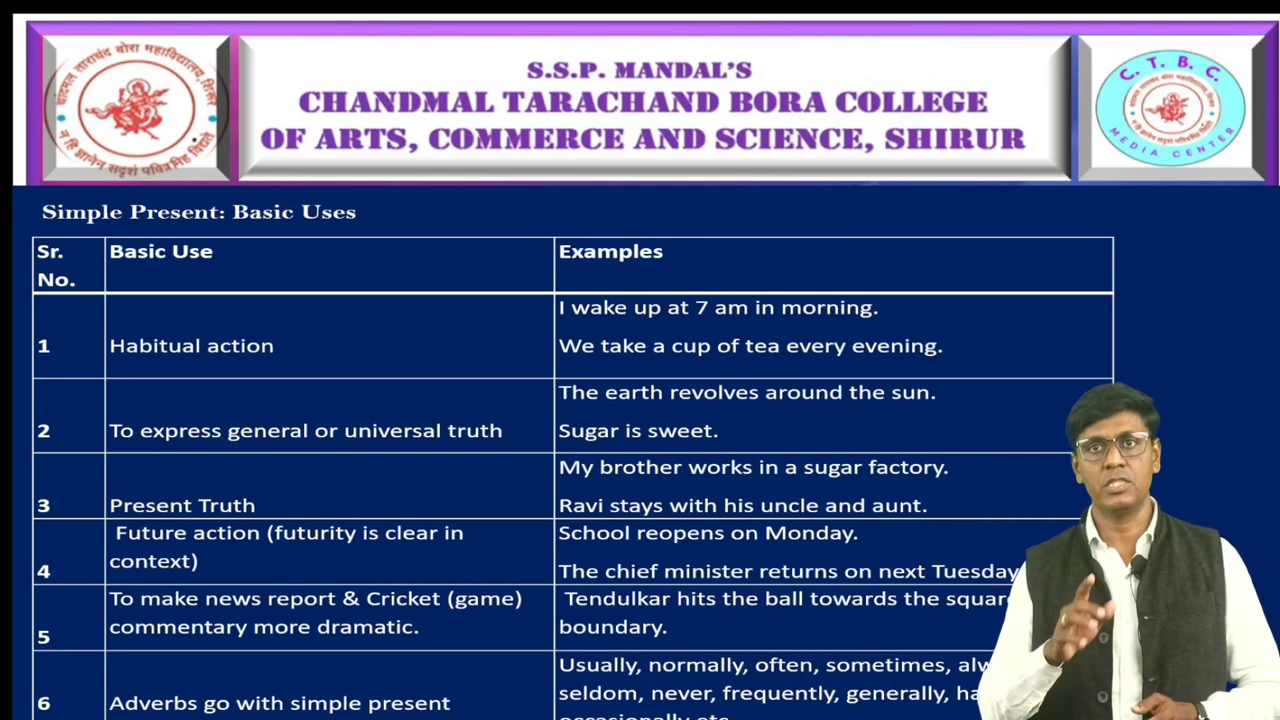 S.S.P. MANDAL'S
CHANDMAL TARACHAND BORA COLLEGE
OF ARTS, COMMERCE AND SCIENCE, SHIRUR
C. T. B. C.
MEDIA CENTER
Simple Present: Basic Uses
Sr. No.
Basic Use
Examples
1
Habitual action
I wake up at 7 am in morning.
We take a cup of tea every evening.
2
To express general or universal truth
The earth revolves around the sun.
Sugar is sweet.
3
Present Truth
My brother works in a sugar factory.
Ravi stays with his uncle and aunt.
4
Future action (futurity is clear in
context)
School reopens on Monday.
The chief minister returns on next Tuesday
5
To make news report & Cricket (game)
commentary more dramatic.
Tendulkar hits the ball towards the
boundary.
6
Adverbs go with simple present
Usually, normally, often, sometimes,
seldom, never, frequently, generally,